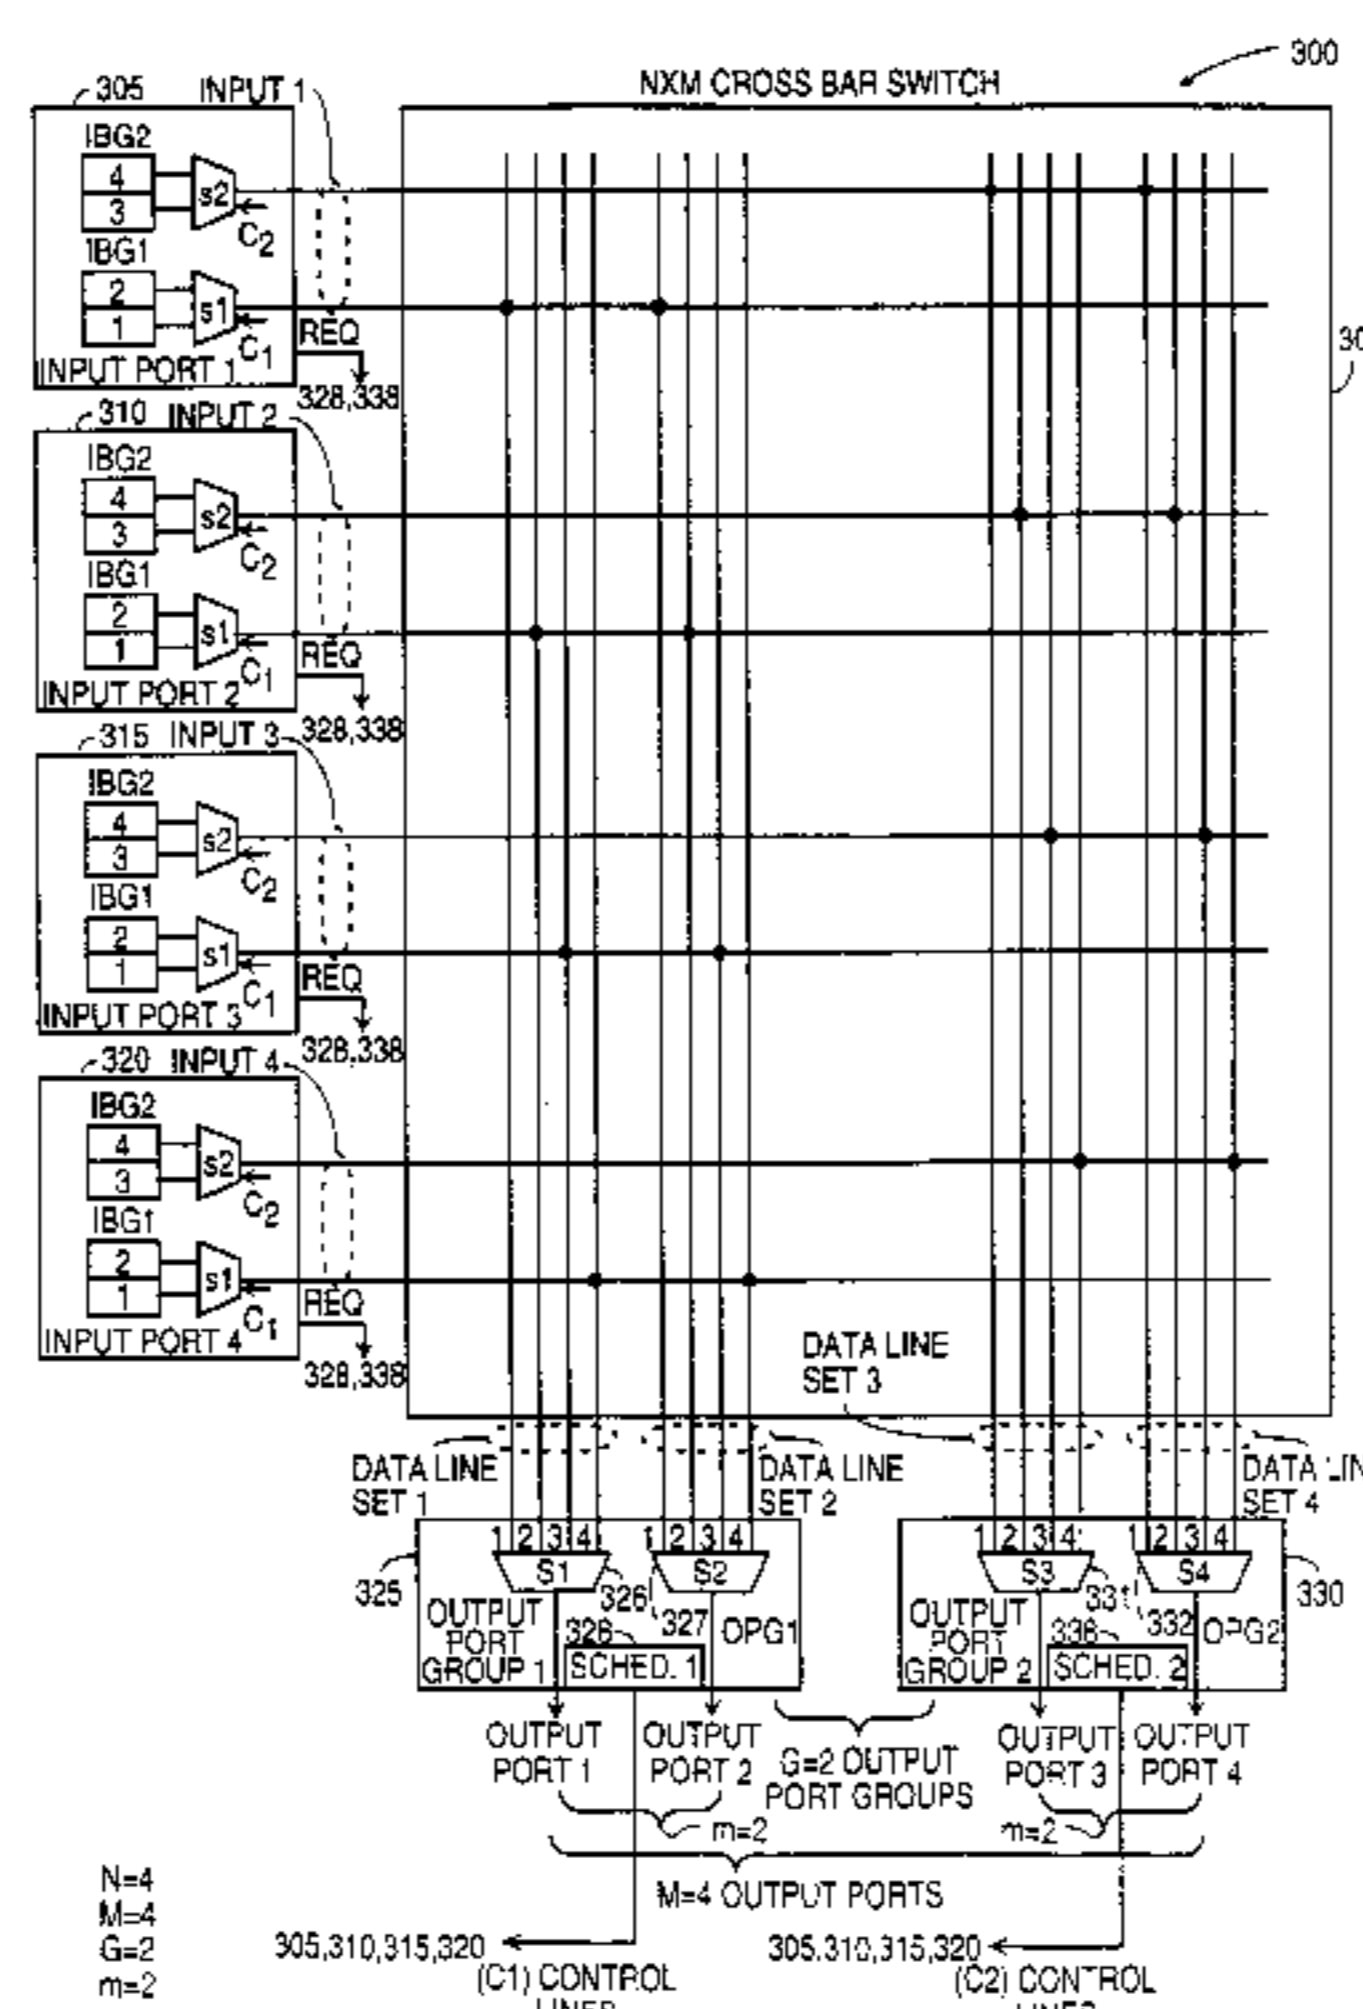 300
NXM CROSS BAR SWITCH
305 INPUT 1
IBG2
4
3
s2
C2
IBG1
2
1
s1
C1
REQ
INPUT PORT 1
328,338
310 INPUT 2
IBG2
4
3
s2
C2
IBG1
2
1
s1
C1
REQ
INPUT PORT 2
328,338
315 INPUT 3
IBG2
4
3
s2
C2
IBG1
2
1
s1
C1
REQ
INPUT PORT 3
328,338
320 INPUT 4
IBG2
4
3
s2
C2
IBG1
2
1
s1
C1
REQ
INPUT PORT 4
328,338
DATA LINE
SET 3
DATA LINE
SET 1
DATA LINE
SET 2
DATA
SET 4
1 2 3 4
1 2 3 4
1 2 3 4
1 2 3 4
S1
S2
S3
S4
325
326
327
331
332
330
OUTPUT
PORT
GROUP 1
SCHED. 1
OPG1
OUTPUT
PORT
GROUP 2
338
SCHED. 2
OPG2
OUTPUT
PORT 1
OUTPUT
PORT 2
G=2 OUTPUT
PORT GROUPS
OUTPUT
PORT 3
OUTPUT
PORT 4
m=2
m=2
M=4 OUTPUT PORTS
N=4
M=4
G=2
m=2
305,310,315,320
(C1) CONTROL
305,310,315,320
(C2) CONTROL